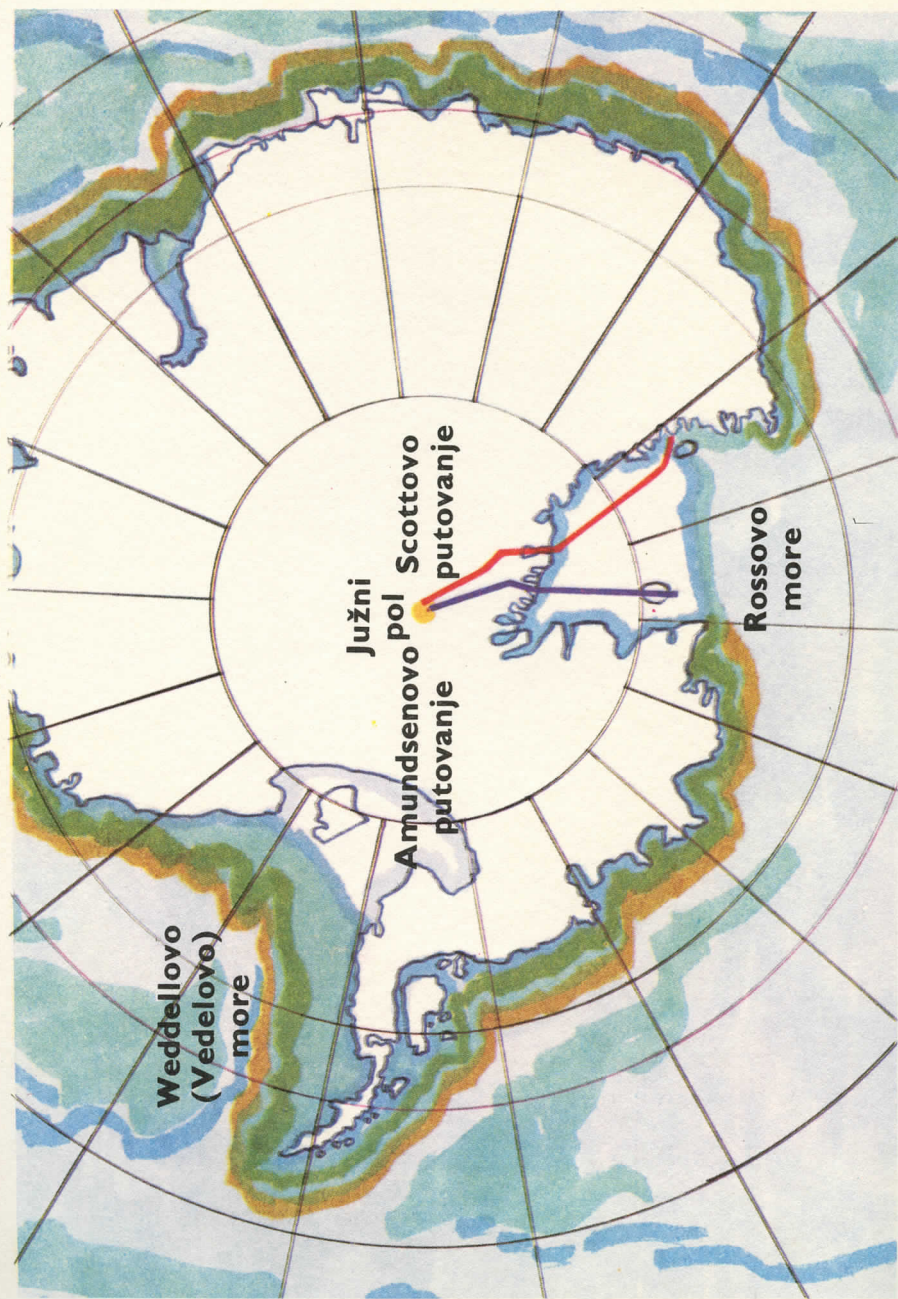 Weddellovo
(Vedelovo)
more
Južni
pol
Amundsenovo
putovanje
Scottovo
putovanje
Rossovo
more